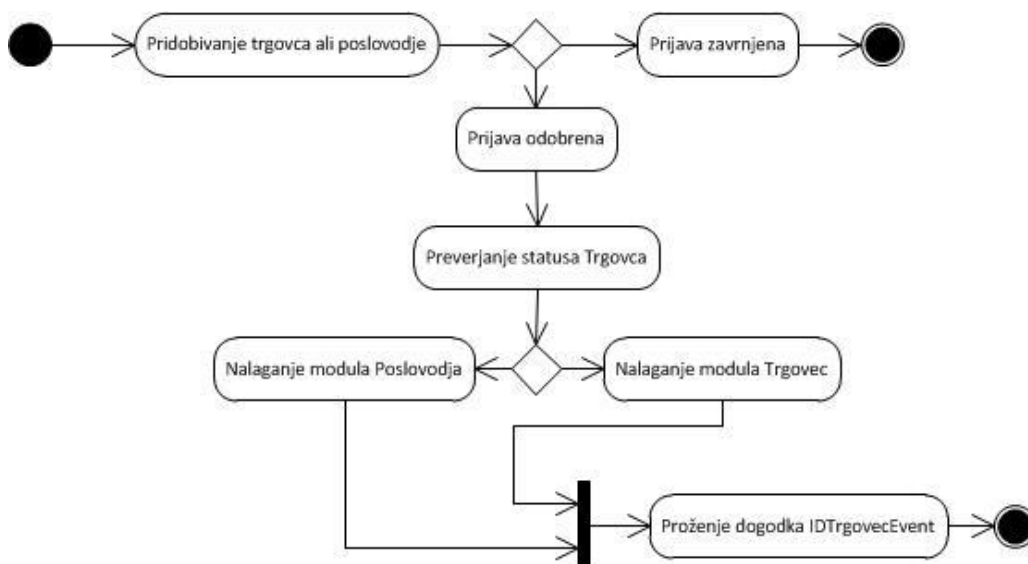 Pridobivanje trgovca ali poslovodje
Prijava zavrnjena
Prijava odobrena
Preverjanje statusa Trgovca
Nalaganje modula Poslovodja
Nalaganje modula Trgovec
Proženje dogodka IDTrgovecEvent